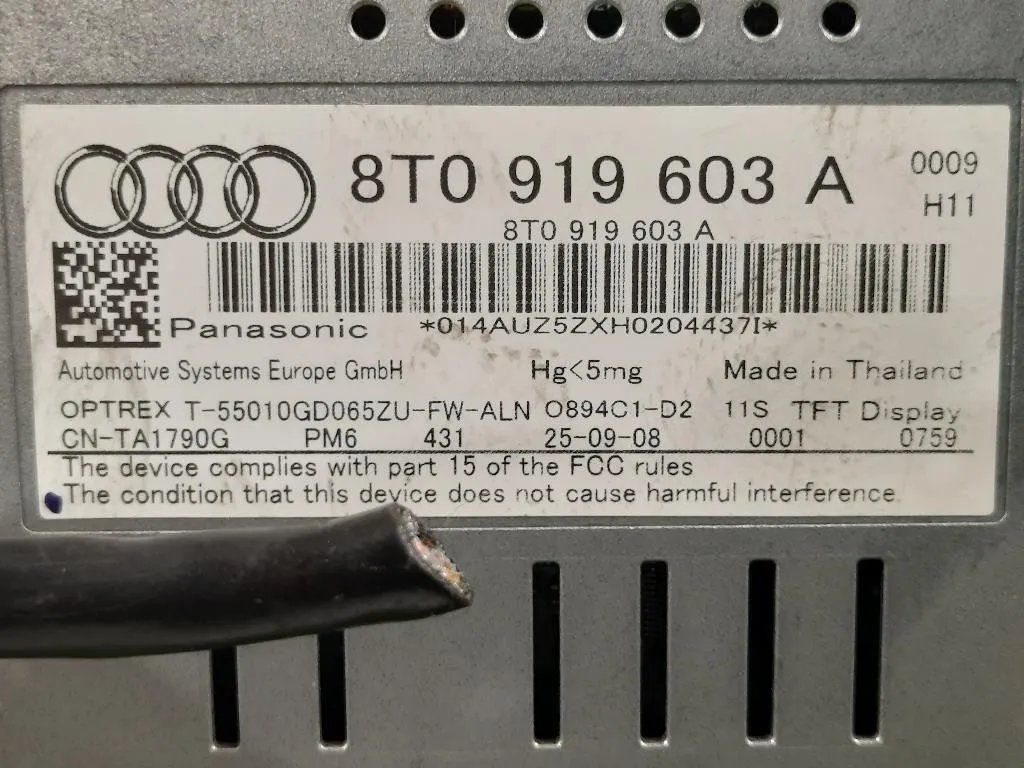 8T0 919 603 A 0009
H11
8T0 919 603 A
Panasonic *014AUZ5ZXH0204437I*
Automotive Systems Europe GmbH Hg<5mg Made in Thailand
OPTREX T-55010GD065ZU-FW-ALN 0894C1-D2 11S TFT Display
CN-TA1790G PM6 431 25-09-08 0001 0759
The device complies with part 15 of the FCC rules
The condition that this device does not cause harmful interference.